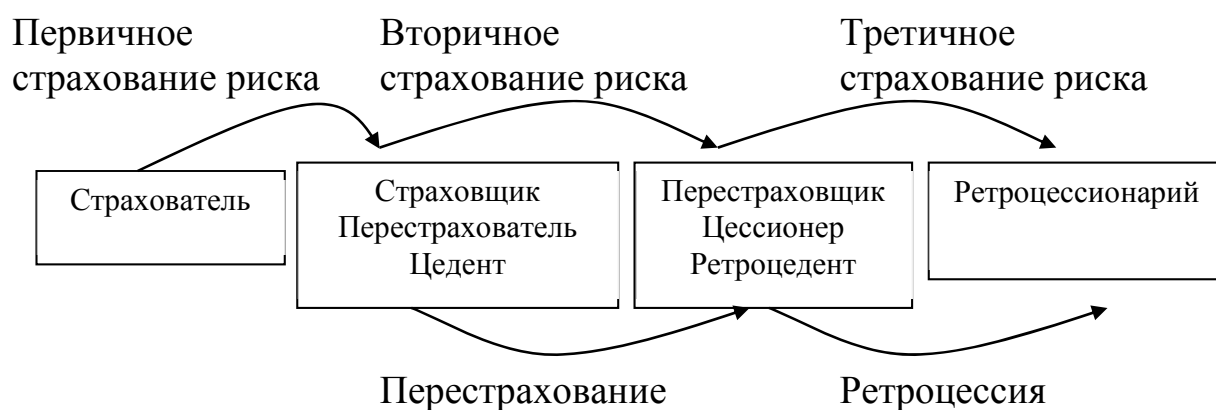 Первичное
страхование риска
Вторичное
страхование риска
Третичное
страхование риска
Страхователь
Страховщик
Перестрахователь
Цедент
Перестраховщик
Цессионер
Ретроцедент
Ретроцессионарий
Перестрахование
Ретроцессия